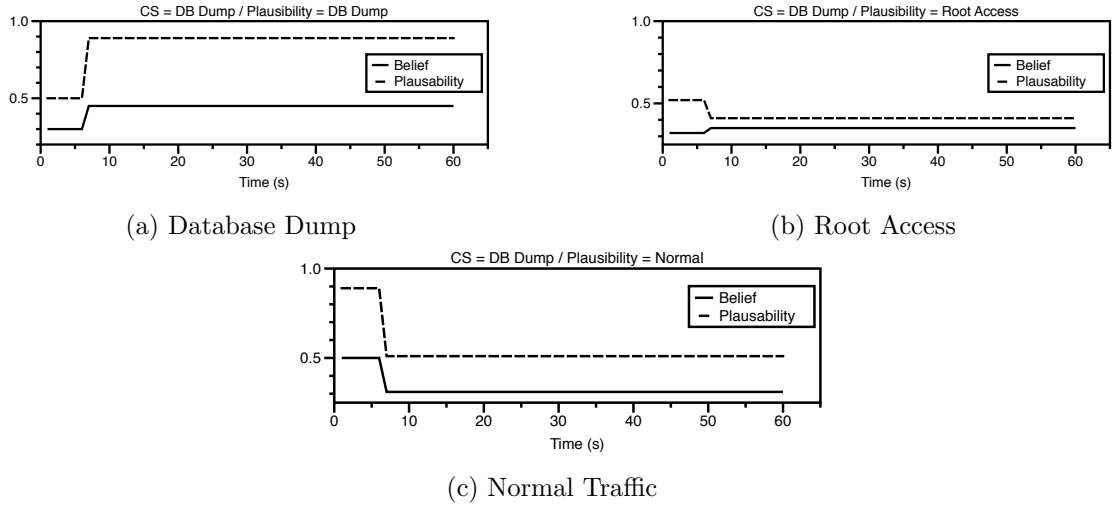 CS = DB Dump / Plausibility = DB Dump
1.0
0.5
Belief
Plausability
0 10 20 30 40 50 60
Time (s)
(a) Database Dump
CS = DB Dump / Plausibility = Root Access
1.0
0.5
Belief
Plausability
0 10 20 30 40 50 60
Time (s)
(b) Root Access
CS = DB Dump / Plausibility = Normal
1.0
0.5
Belief
Plausability
0 10 20 30 40 50 60
Time (s)
(c) Normal Traffic